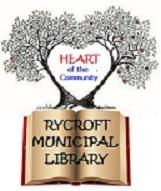 HEART
of the
Community
RYCROFT
MUNICIPAL
LIBRARY